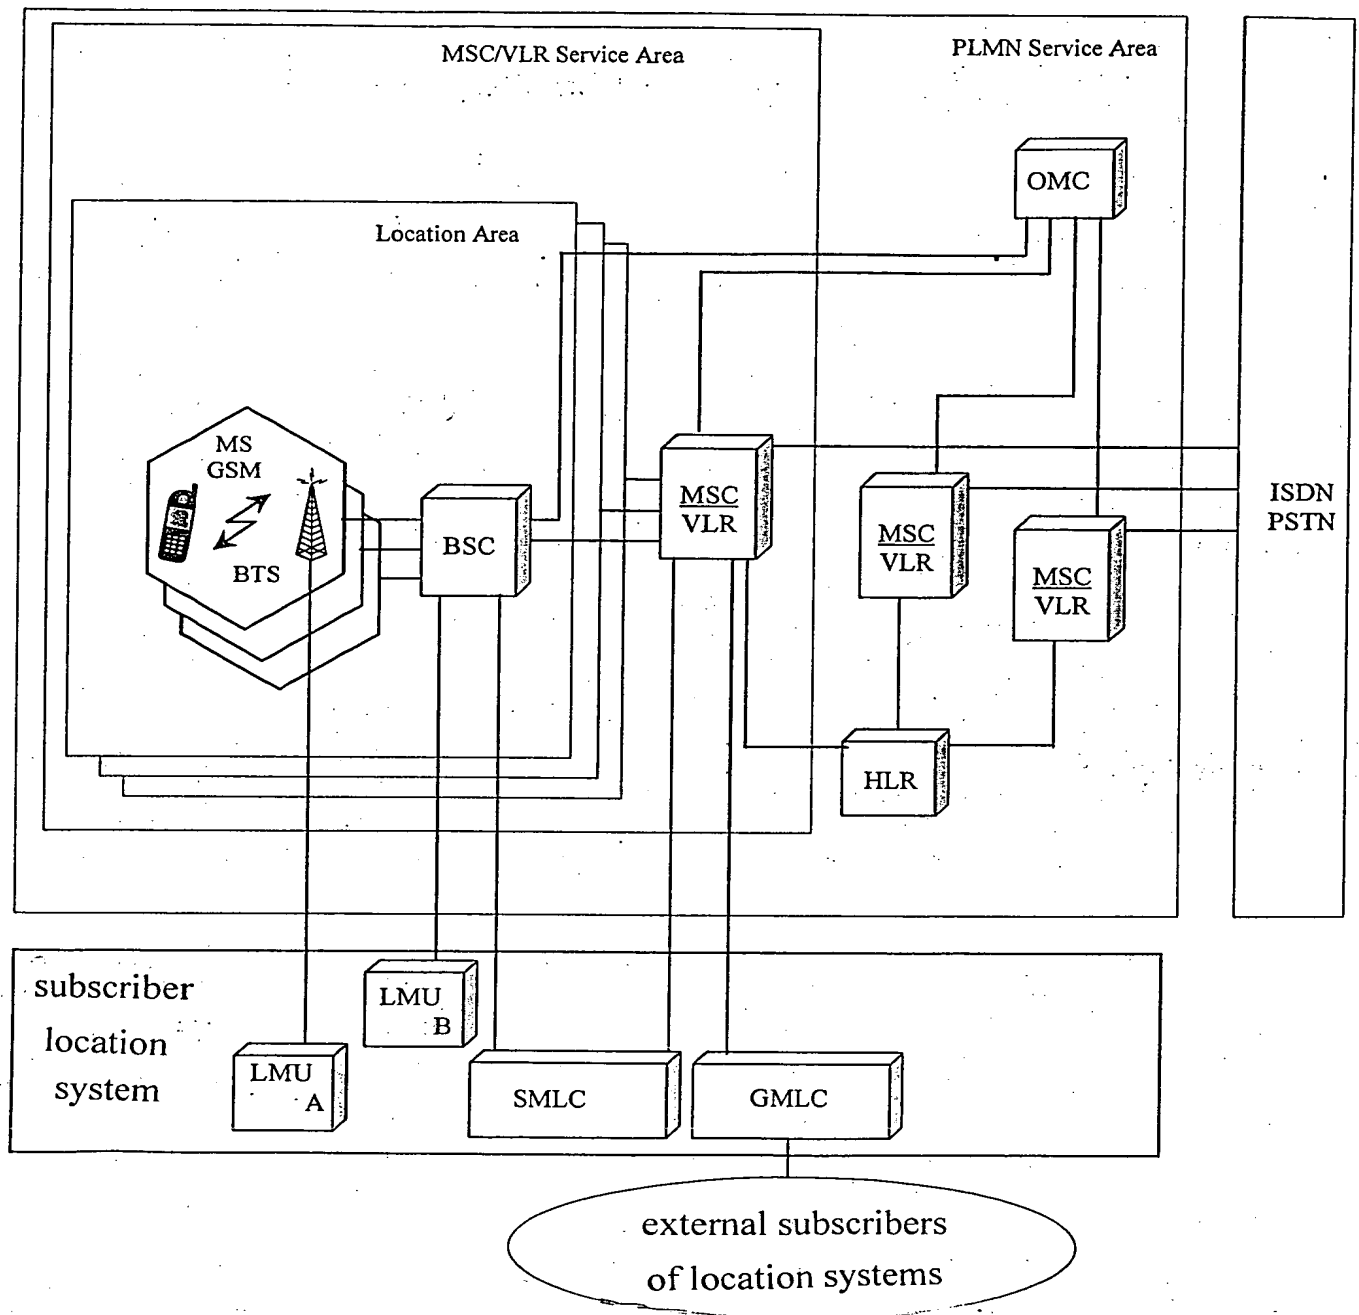 MSC/VLR Service Area
PLMN Service Area
OMC
Location Area
MS
GSM
BTS
BSC
MSC
VLR
MSC
VLR
MSC
VLR
ISDN
PSTN
HLR
subscriber
location
system
LMU
B
LMU
A
SMLC
GMLC
external subscribers
of location systems